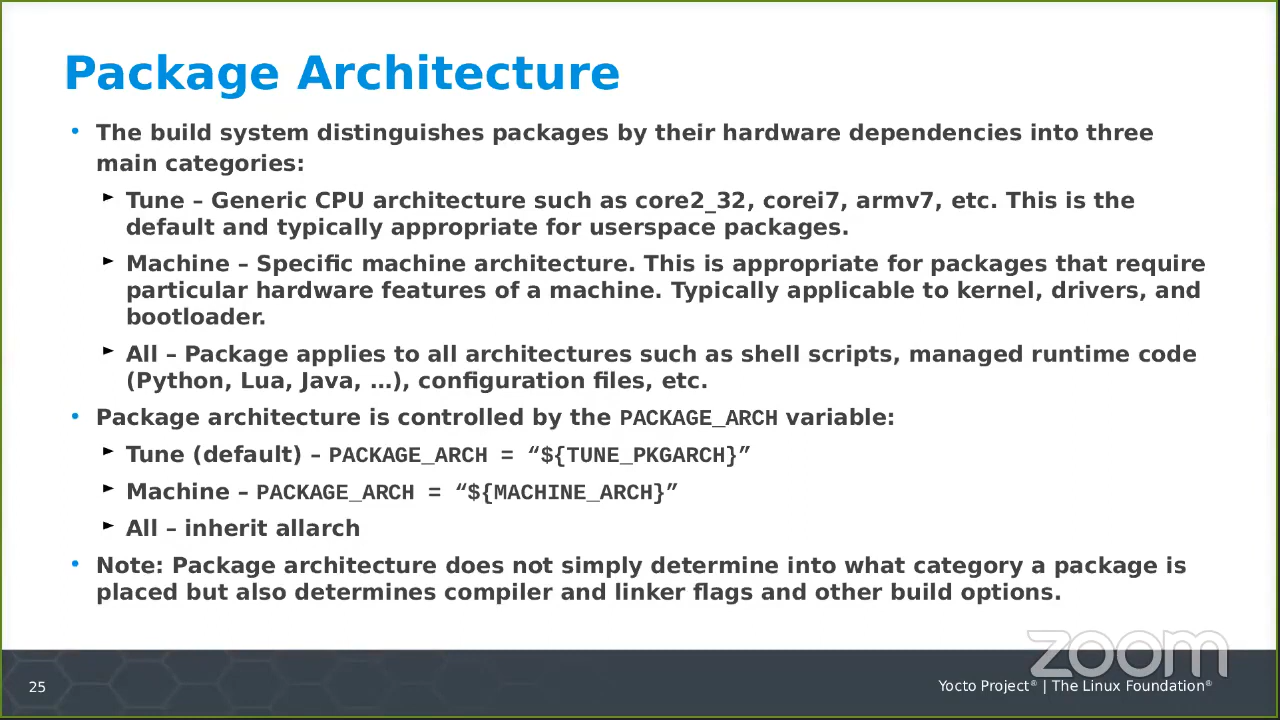 Package Architecture
• The build system distinguishes packages by their hardware dependencies into three
main categories:
► Tune – Generic CPU architecture such as core2_32, corei7, armv7, etc. This is the
default and typically appropriate for userspace packages.
► Machine – Specific machine architecture. This is appropriate for packages that require
particular hardware features of a machine. Typically applicable to kernel, drivers, and
bootloader.
► All – Package applies to all architectures such as shell scripts, managed runtime code
(Python, Lua, Java, …), configuration files, etc.
• Package architecture is controlled by the PACKAGE_ARCH variable:
► Tune (default) – PACKAGE_ARCH = “${TUNE_PKGARCH}”
► Machine – PACKAGE_ARCH = “${MACHINE_ARCH}”
► All – inherit allarch
• Note: Package architecture does not simply determine into what category a package is
placed but also determines compiler and linker flags and other build options.
zoom
25
Yocto Project® | The Linux Foundation®